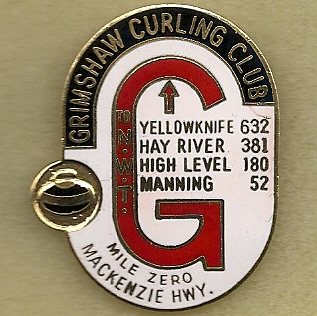 GRIMSHAW CURLING CLUB
G
TO N.W.T.
YELLOWKNIFE 632
HAY RIVER 381
HIGH LEVEL 180
MANNING 52
MILE ZERO
MACKENZIE HWY.